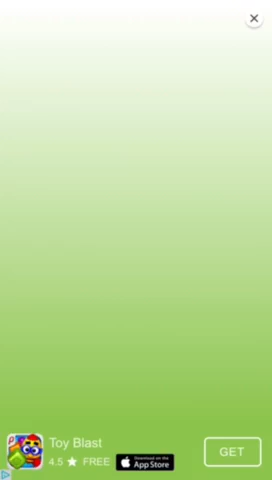 Toy Blast
4.5 ★ FREE
Download on the
App Store
GET